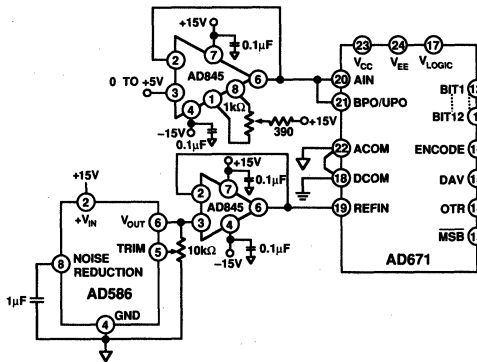 +15V
0.1µF
2
7
AD845
6
0 TO +5V
3
4
1
8
1kΩ
390
+15V
−15V
0.1µF
+15V
2
7
0.1µF
AD845
3
6
4
0.1µF
−15V
+15V
2
+VIN
VOUT 6
TRIM 5
10kΩ
8 NOISE REDUCTION
AD586
1µF
GND
4
23 24 17
VCC VEE VLOGIC
20 AIN
21 BPO/UPO
22 ACOM
18 DCOM
19 REFIN
BIT1
BIT12
ENCODE
DAV
OTR
MSB
AD671